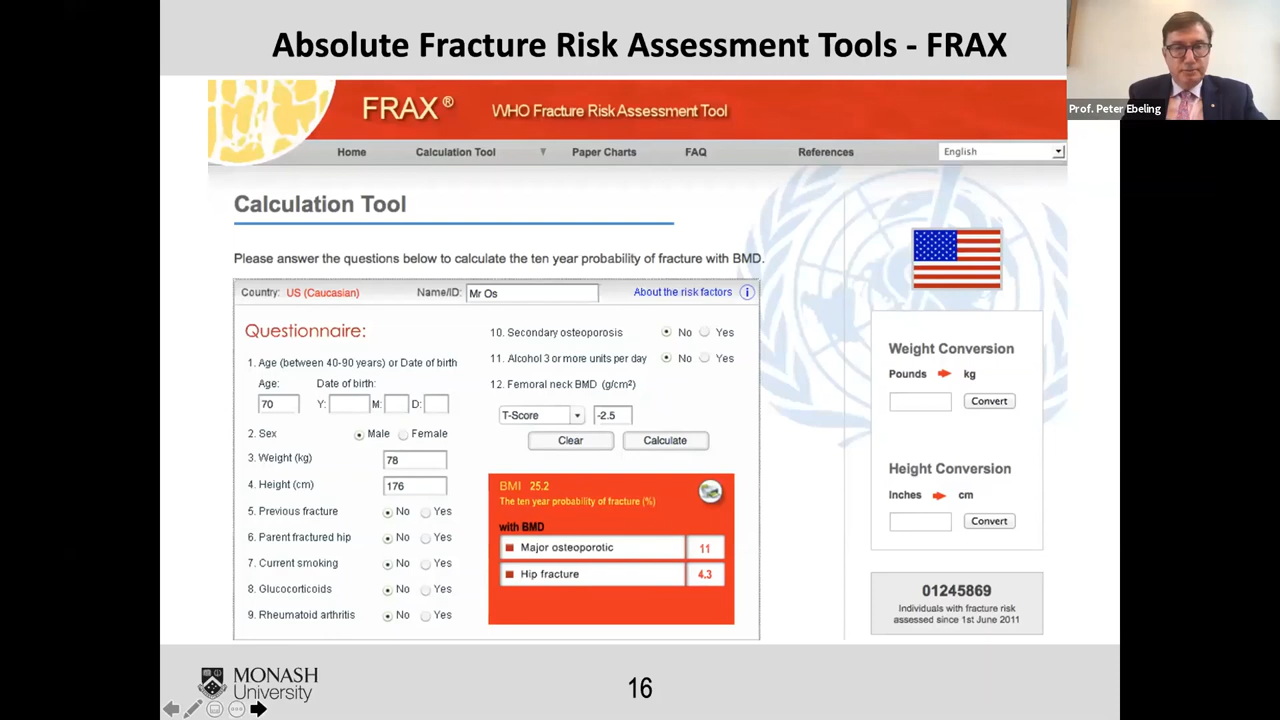 Absolute Fracture Risk Assessment Tools - FRAX
Prof. Peter Ebeling
FRAX ® WHO Fracture Risk Assessment Tool
Home Calculation Tool Paper Charts FAQ References English
Calculation Tool
Please answer the questions below to calculate the ten year probability of fracture with BMD.
Country: US (Caucasian) Name/ID: Mr Os About the risk factors i
Questionnaire:
1. Age (between 40-90 years) or Date of birth
Age: Date of birth:
70 Y: M: D:
2. Sex Male Female
3. Weight (kg) 78
4. Height (cm) 176
5. Previous fracture No Yes
6. Parent fractured hip No Yes
7. Current smoking No Yes
8. Glucocorticoids No Yes
9. Rheumatoid arthritis No Yes
10. Secondary osteoporosis No Yes
11. Alcohol 3 or more units per day No Yes
12. Femoral neck BMD (g/cm²)
T-Score -2.5
Clear Calculate
BMI 25.2
The ten year probability of fracture (%)
with BMD
Major osteoporotic 11
Hip fracture 4.3
Weight Conversion
Pounds kg
Convert
Height Conversion
Inches cm
Convert
01245869
Individuals with fracture risk
assessed since 1st June 2011
MONASH
University
16